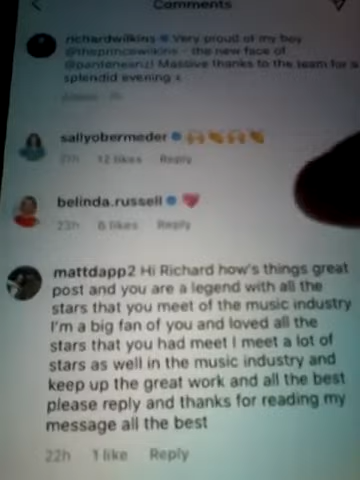 Comments
richardwilkins Very proud of my boy
@theprincewilkins - the new face of
@panteneanz! Massive thanks to the team for a
splendid evening x
sallyobermeder 🙌👏🙌👏
21h 12 likes Reply
belinda.russell 💖
23h 6 likes Reply
mattdapp2 Hi Richard how's things great
post and you are a legend with all the
stars that you meet of the music industry
I'm a big fan of you and loved all the
stars that you had meet I meet a lot of
stars as well in the music industry and
keep up the great work and all the best
please reply and thanks for reading my
message all the best
22h 1 like Reply